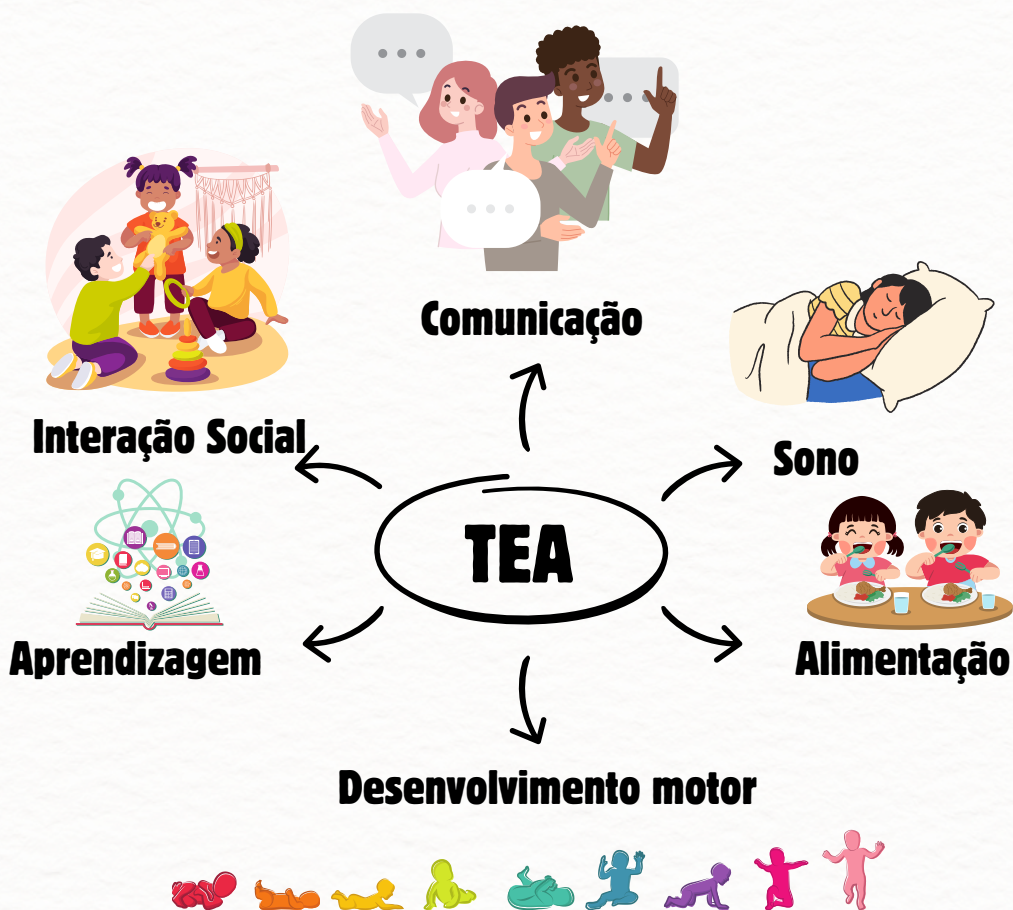 Comunicação
Interação Social
Sono
TEA
Aprendizagem
Alimentação
Desenvolvimento motor